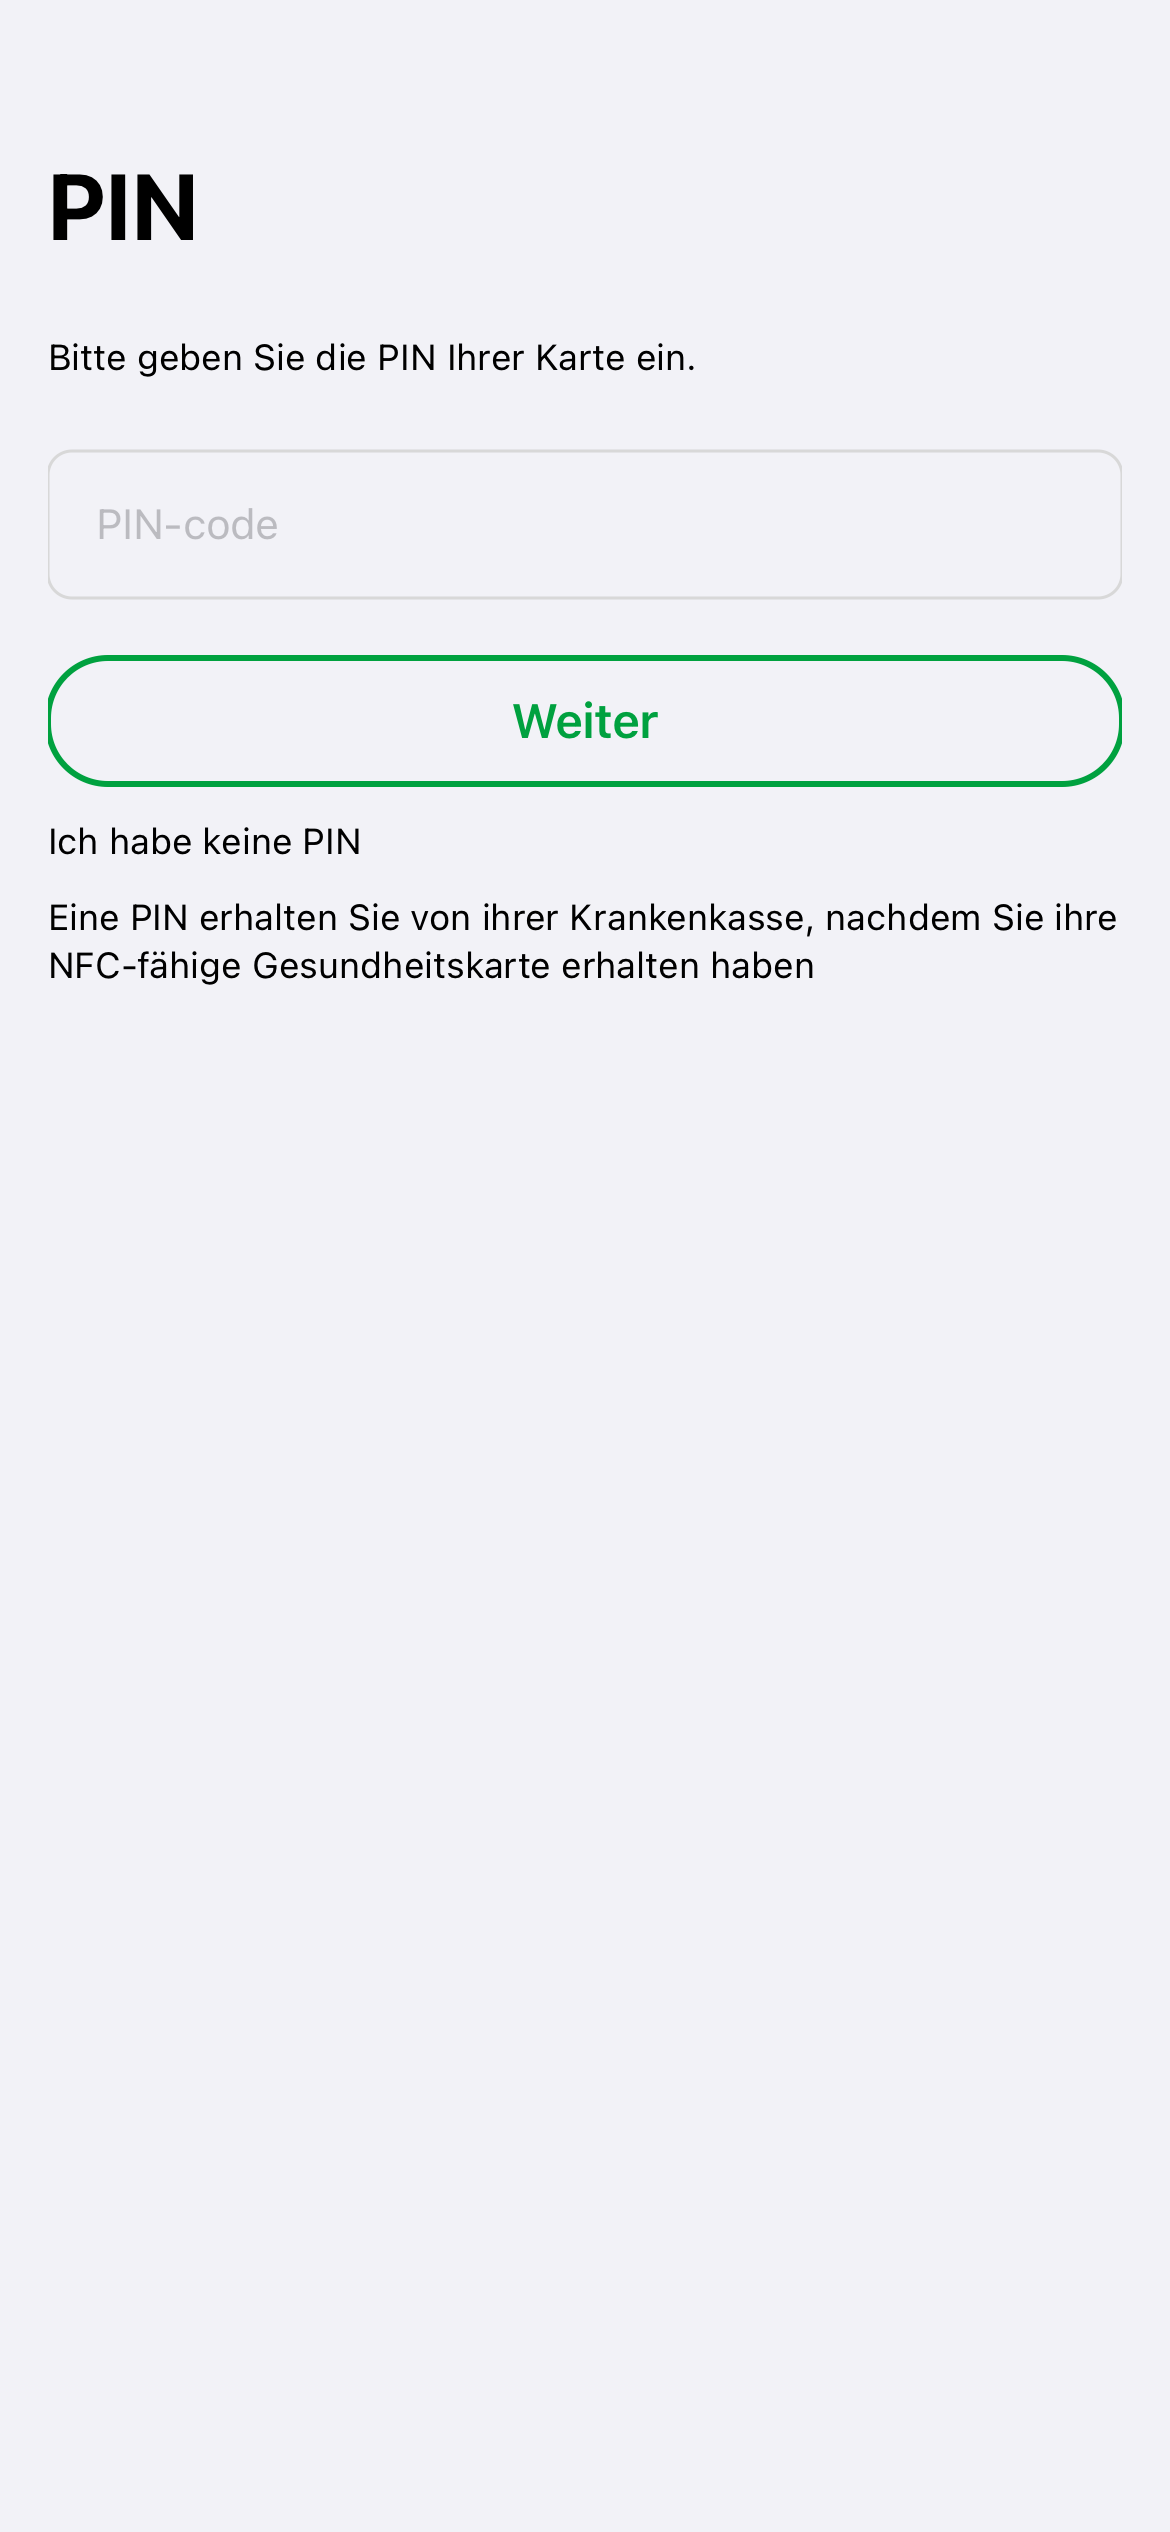 PIN
Bitte geben Sie die PIN Ihrer Karte ein.
PIN-code
Weiter
Ich habe keine PIN
Eine PIN erhalten Sie von ihrer Krankenkasse, nachdem Sie ihre
NFC-fähige Gesundheitskarte erhalten haben